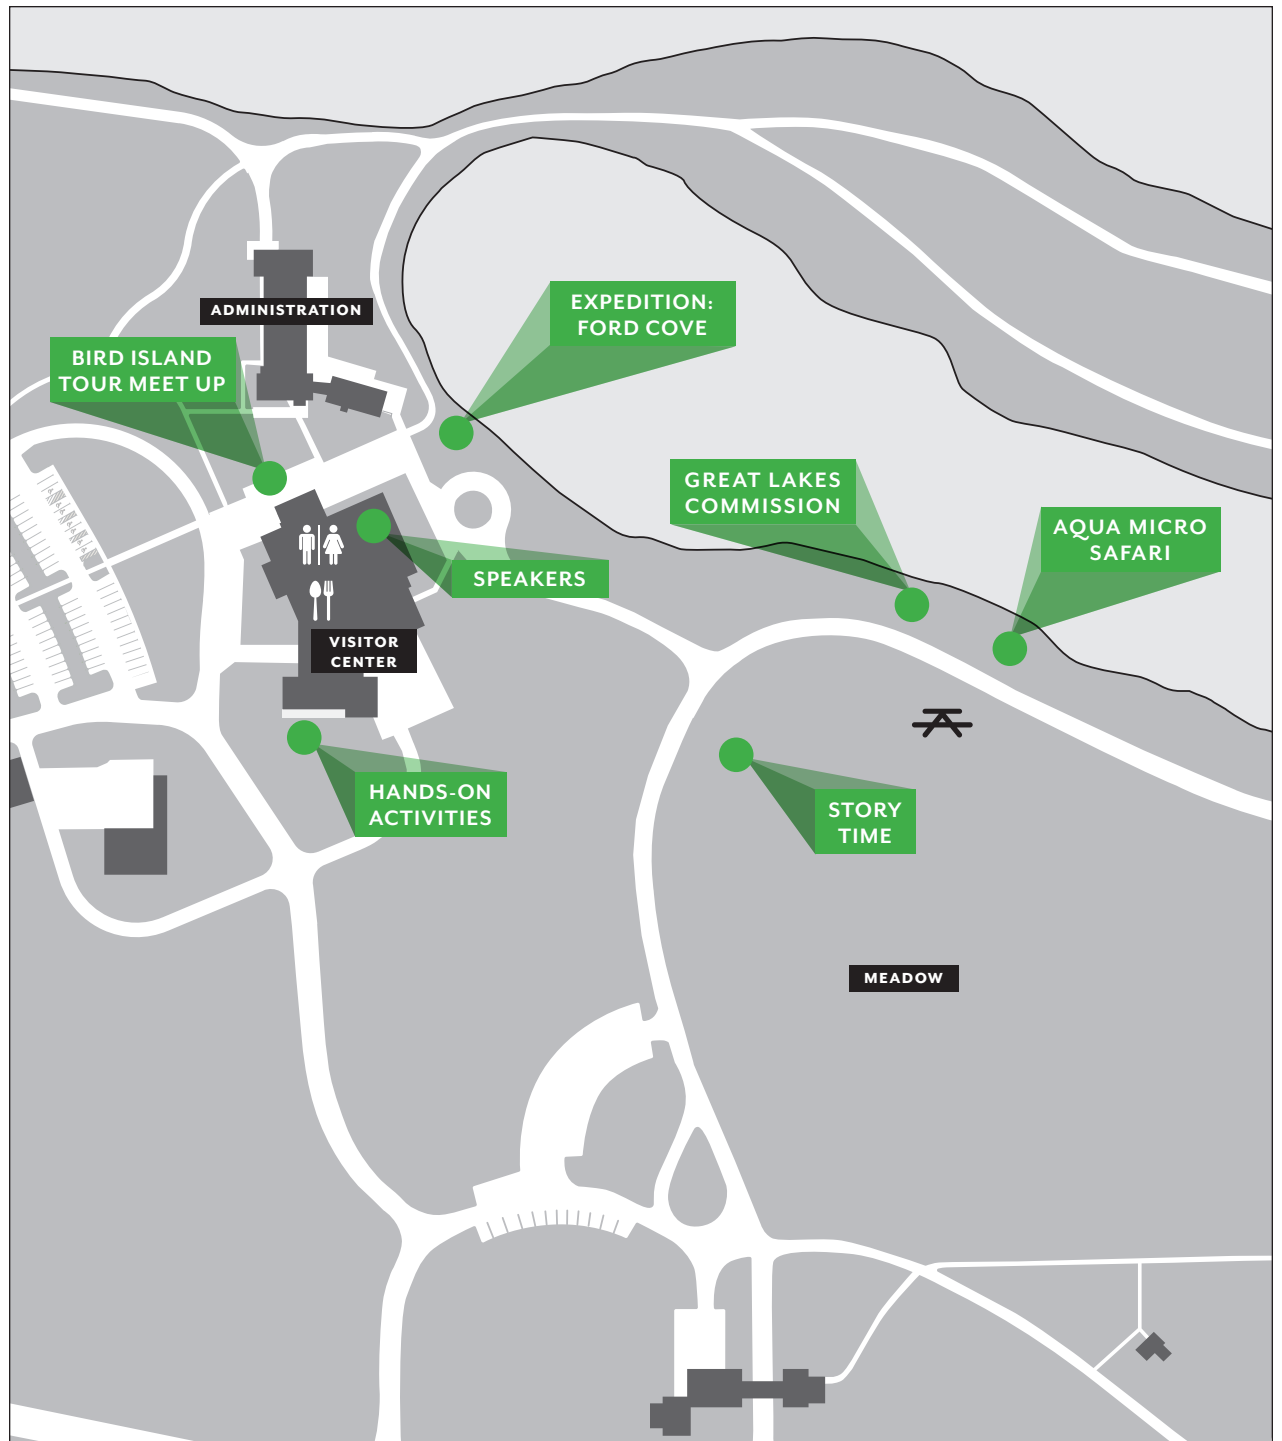 EXPEDITION:
FORD COVE
ADMINISTRATION
BIRD ISLAND
TOUR MEET UP
GREAT LAKES
COMMISSION
AQUA MICRO
SAFARI
SPEAKERS
VISITOR
CENTER
HANDS-ON
ACTIVITIES
STORY
TIME
MEADOW